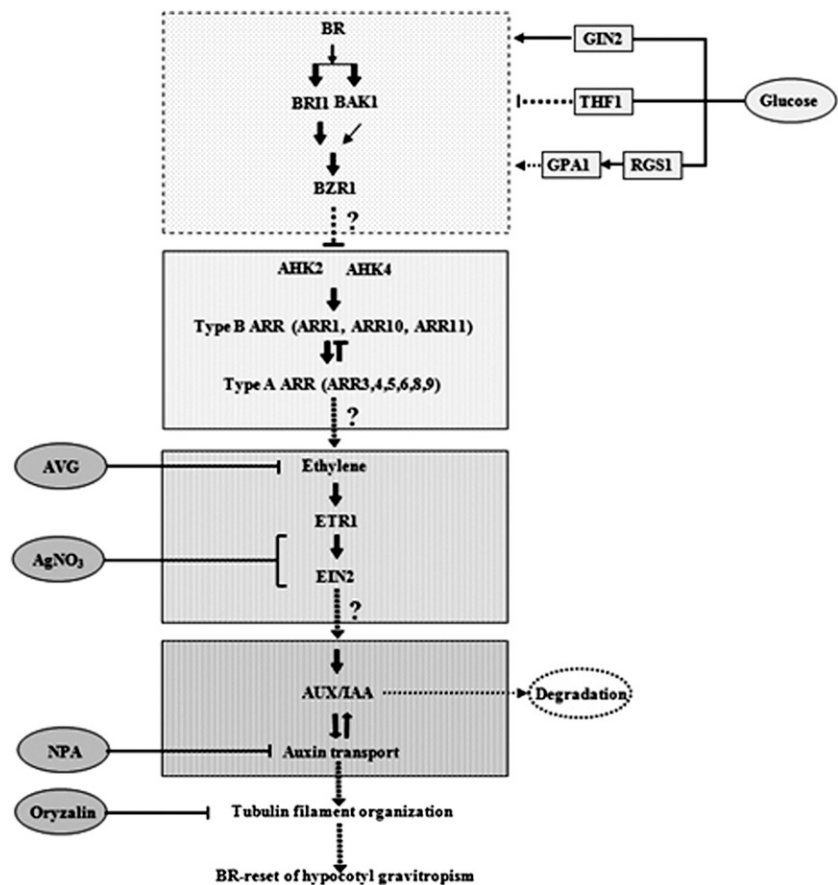 BR
GIN2
BRI1 BAK1
THF1
Glucose
GPA1
RGS1
BZR1
?
AHK2 AHK4
Type B ARR (ARR1, ARR10, ARR11)
Type A ARR (ARR3,4,5,6,8,9)
?
AVG
Ethylene
ETR1
AgNO₃
EIN2
?
AUX/IAA
Degradation
NPA
Auxin transport
Oryzalin
Tubulin filament organization
BR-reset of hypocotyl gravitropism